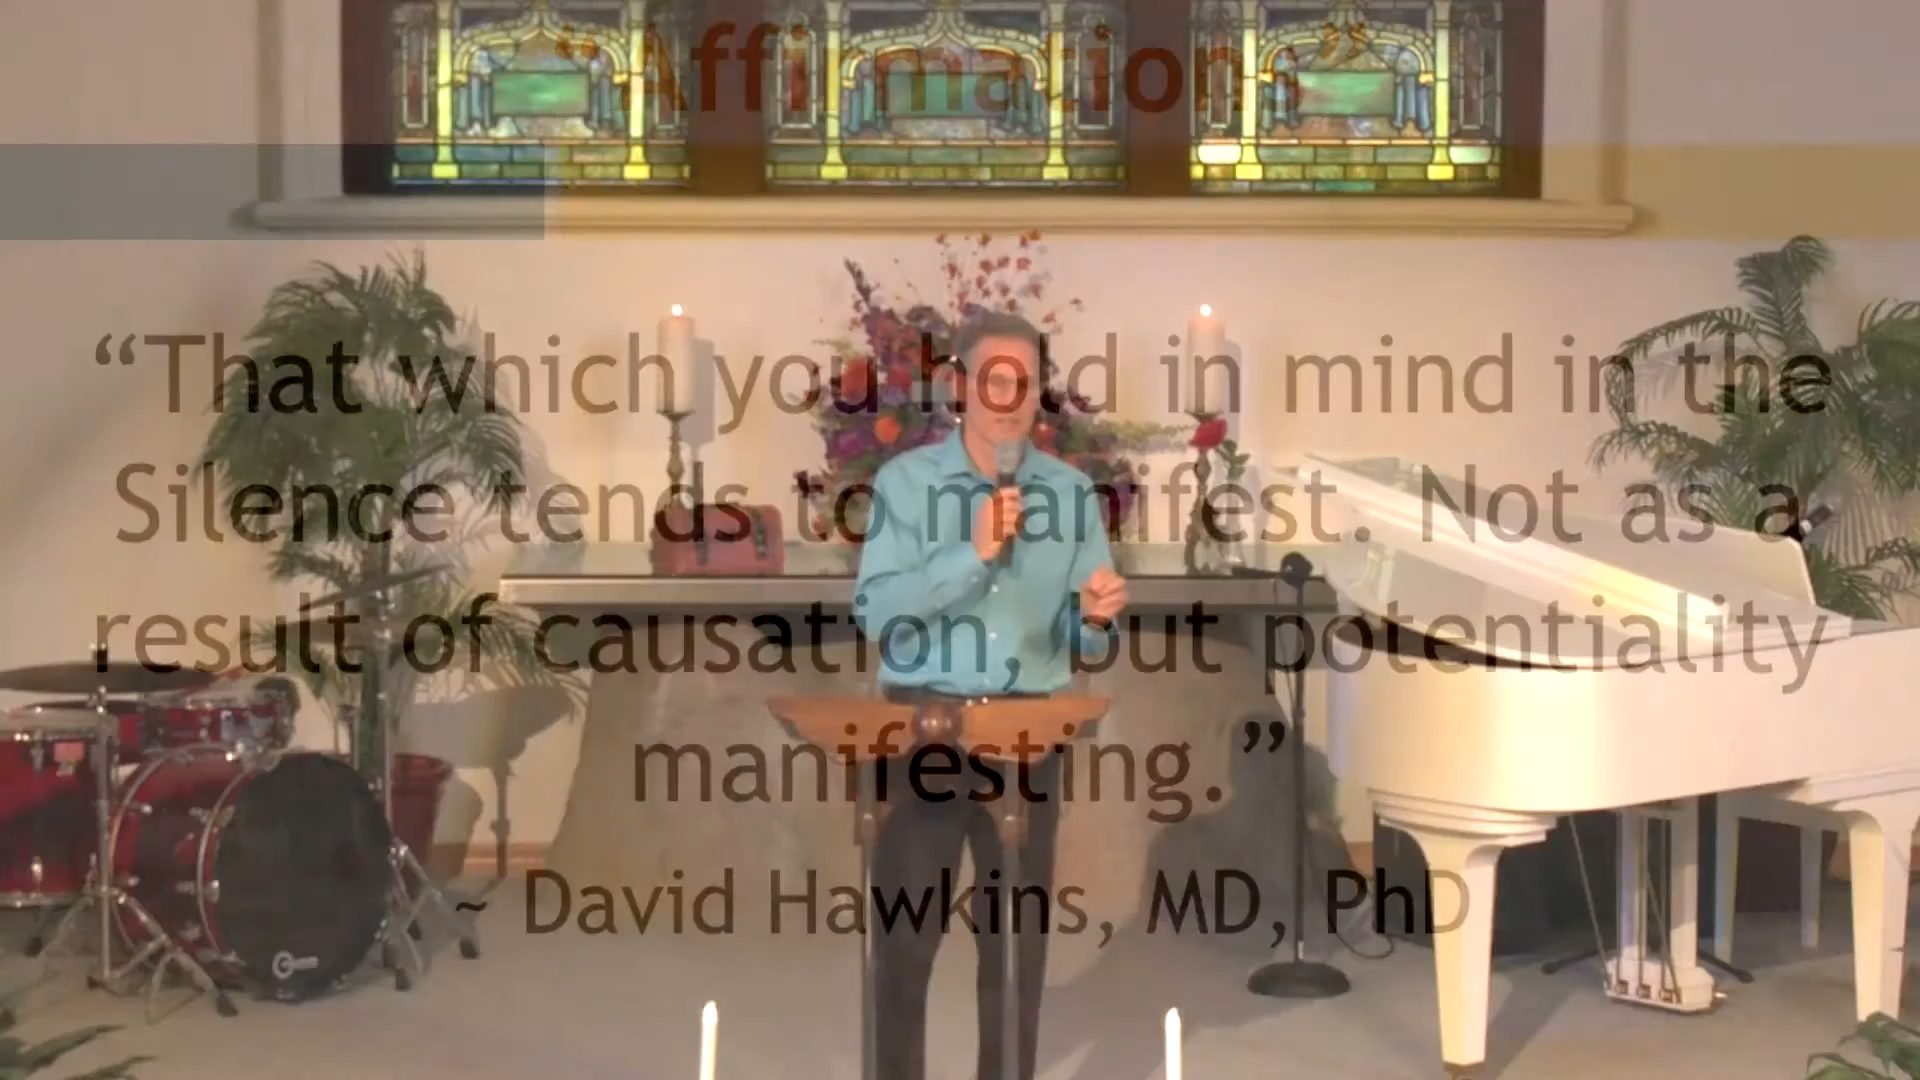 “Affirmations”
“That which you hold in mind in the
Silence tends to manifest. Not as a
result of causation, but potentiality
manifesting.”
~ David Hawkins, MD, PhD